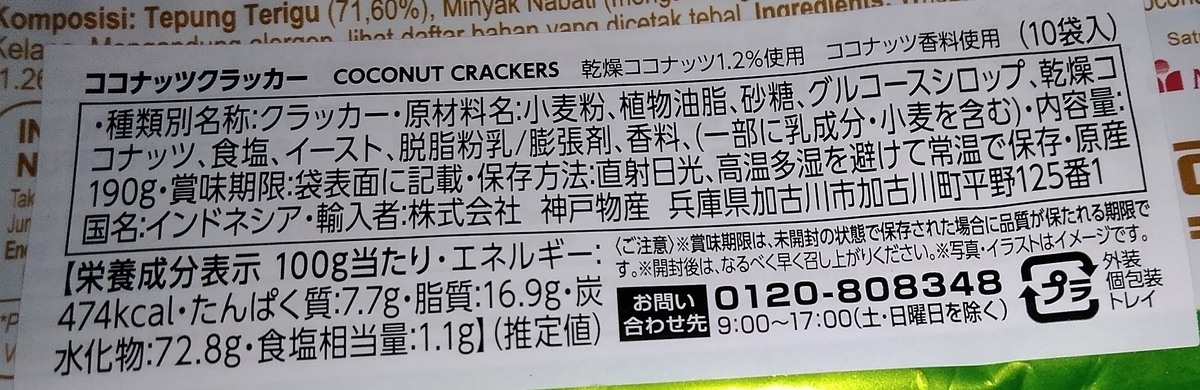 Komposisi: Tepung Terigu (71,60%), Minyak Nabati
lihat daftar bahan yang dicetak tebal. Ingredients:
ココナッツクラッカー COCONUT CRACKERS 乾燥ココナッツ1.2%使用 ココナッツ香料使用 (10袋入)
・種類別名称:クラッカー・原材料名:小麦粉、植物油脂、砂糖、グルコースシロップ、乾燥コ
コナッツ、食塩、イースト、脱脂粉乳/膨張剤、香料、(一部に乳成分・小麦を含む)・内容量:
190g・賞味期限:袋表面に記載・保存方法:直射日光、高温多湿を避けて常温で保存・原産
国名:インドネシア・輸入者:株式会社 神戸物産 兵庫県加古川市加古川町平野125番1
【栄養成分表示 100g当たり・エネルギー:
474kcal・たんぱく質:7.7g・脂質:16.9g・炭
水化物:72.8g・食塩相当量:1.1g】(推定値)
〈ご注意〉※賞味期限は、未開封の状態で保存された場合に品質が保たれる期限で
す。※開封後は、なるべく早く召し上がりください。※写真・イラストはイメージです。
お問い
合わせ先
0120-808348
9:00〜17:00(土・日曜日を除く)
プラ
外装
個包装
トレイ